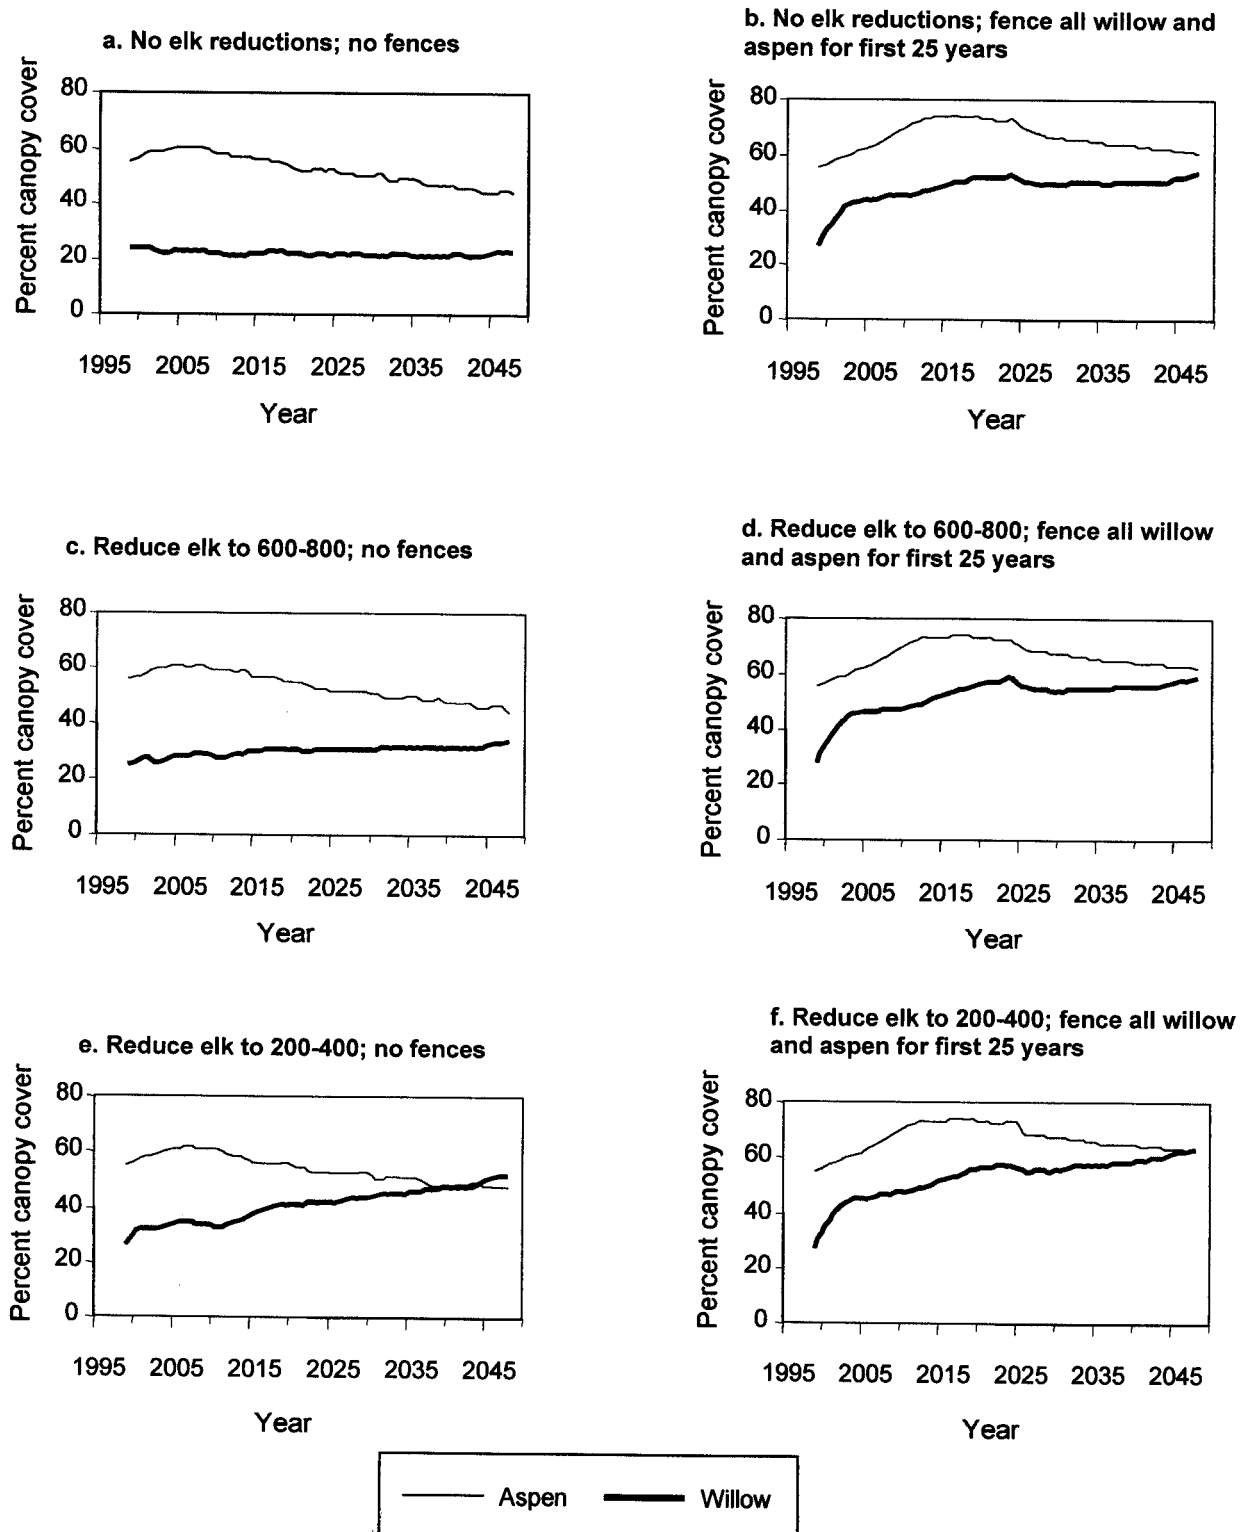 a. No elk reductions; no fences
Percent canopy cover
80
60
40
20
0
1995 2005 2015 2025 2035 2045
Year
b. No elk reductions; fence all willow and
aspen for first 25 years
Percent canopy cover
80
60
40
20
0
1995 2005 2015 2025 2035 2045
Year
c. Reduce elk to 600-800; no fences
Percent canopy cover
80
60
40
20
0
1995 2005 2015 2025 2035 2045
Year
d. Reduce elk to 600-800; fence all willow
and aspen for first 25 years
Percent canopy cover
80
60
40
20
0
1995 2005 2015 2025 2035 2045
Year
e. Reduce elk to 200-400; no fences
Percent canopy cover
80
60
40
20
0
1995 2005 2015 2025 2035 2045
Year
f. Reduce elk to 200-400; fence all willow
and aspen for first 25 years
Percent canopy cover
80
60
40
20
0
1995 2005 2015 2025 2035 2045
Year
Aspen Willow